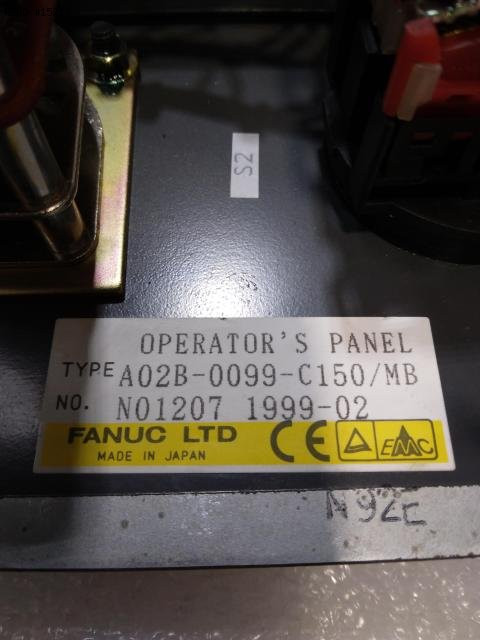 S2
OPERATOR'S PANEL
TYPE A02B-0099-C150/MB
NO. N01207 1999-02
FANUC LTD CE EMC
MADE IN JAPAN
N92E